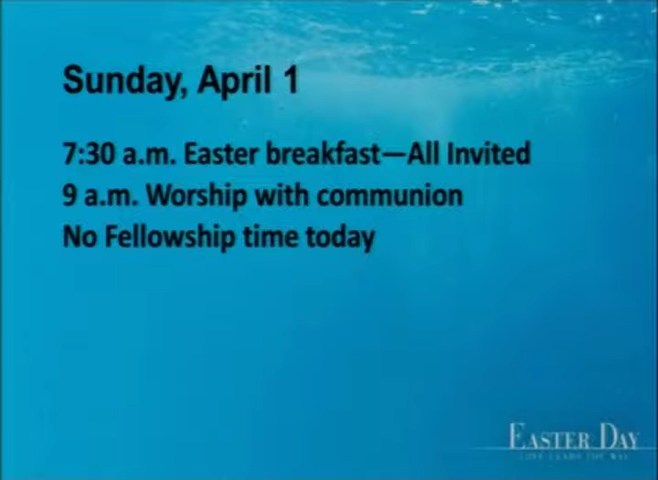 Sunday, April 1
7:30 a.m. Easter breakfast—All Invited
9 a.m. Worship with communion
No Fellowship time today
EASTER DAY